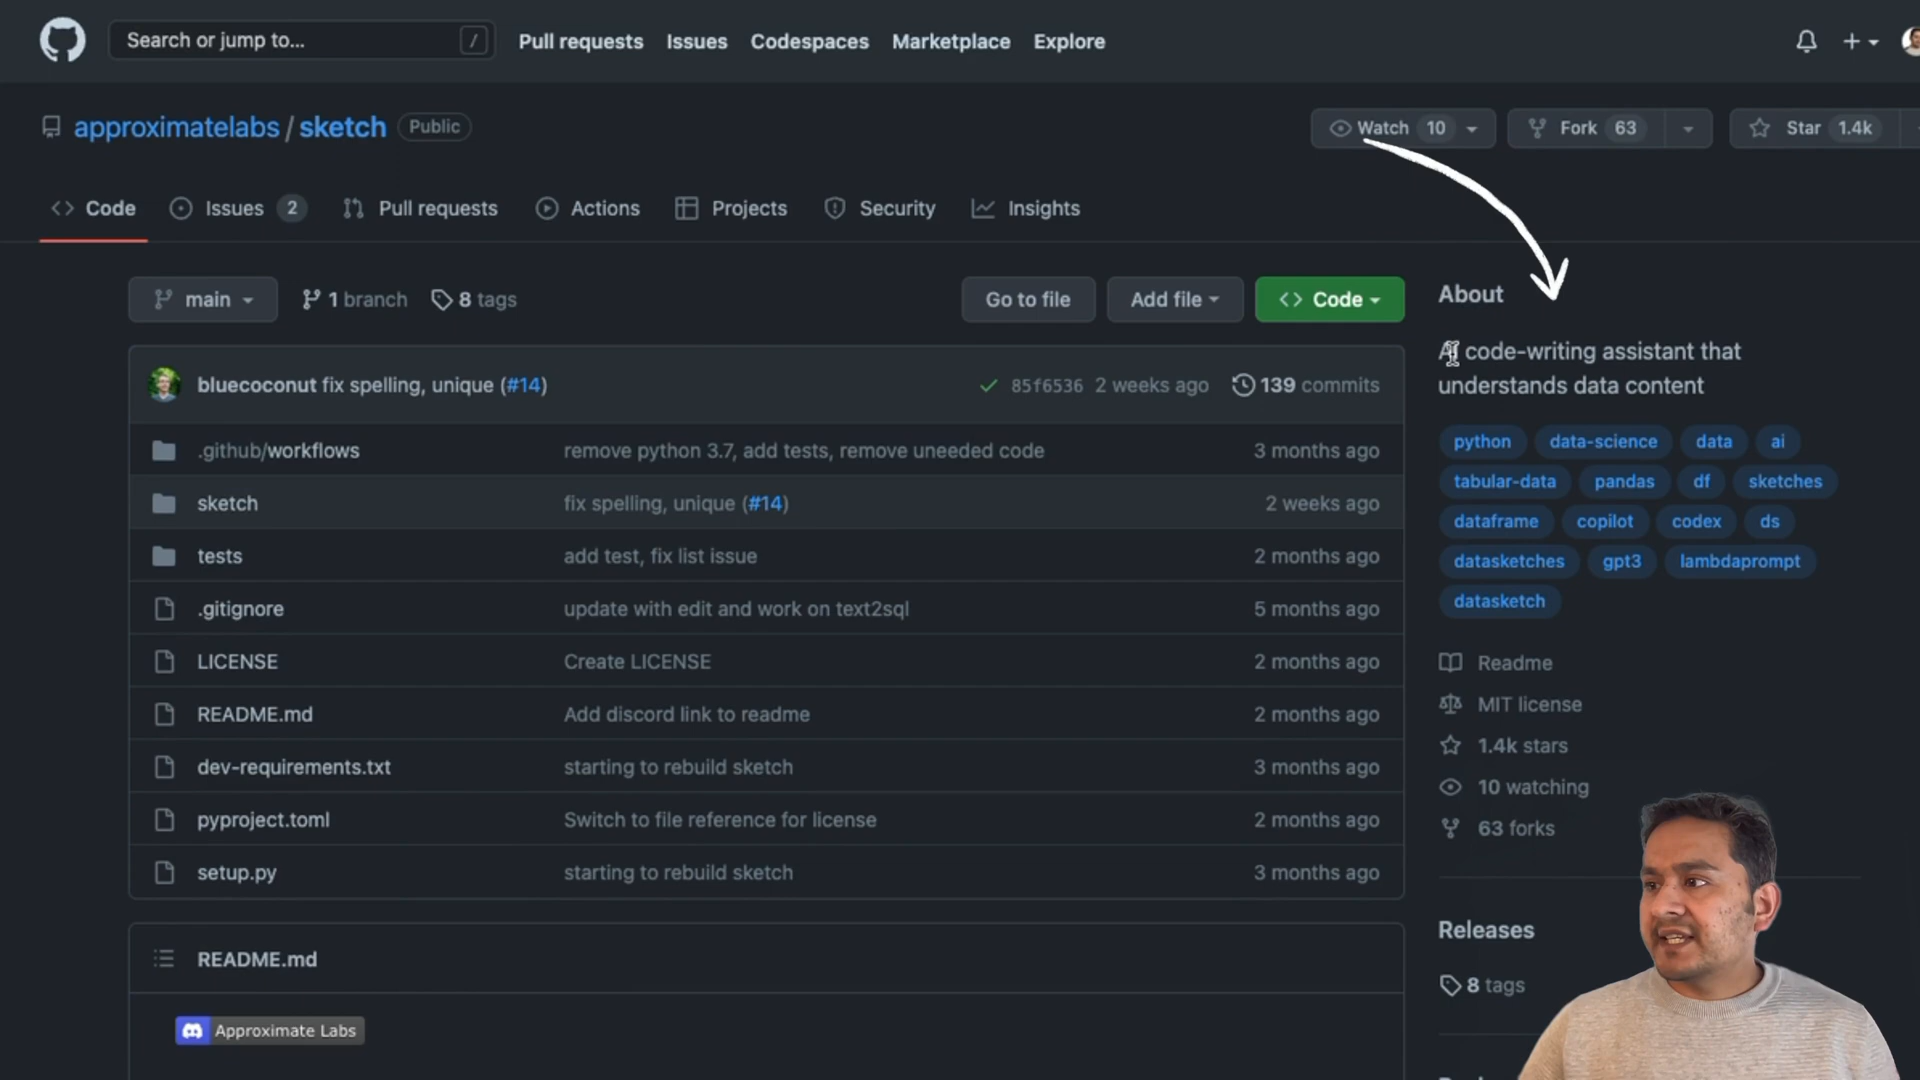 Search or jump to... / Pull requests Issues Codespaces Marketplace Explore
approximatelabs / sketch Public Watch 10 Fork 63 Star 1.4k
Code Issues 2 Pull requests Actions Projects Security Insights
main 1 branch 8 tags Go to file Add file Code
bluecoconut fix spelling, unique (#14) 85f6536 2 weeks ago 139 commits
.github/workflows remove python 3.7, add tests, remove uneeded code 3 months ago
sketch fix spelling, unique (#14) 2 weeks ago
tests add test, fix list issue 2 months ago
.gitignore update with edit and work on text2sql 5 months ago
LICENSE Create LICENSE 2 months ago
README.md Add discord link to readme 2 months ago
dev-requirements.txt starting to rebuild sketch 3 months ago
pyproject.toml Switch to file reference for license 2 months ago
setup.py starting to rebuild sketch 3 months ago
README.md
Approximate Labs
About
AI code-writing assistant that
understands data content
python data-science data ai
tabular-data pandas df sketches
dataframe copilot codex ds
datasketches gpt3 lambdaprompt
datasketch
Readme
MIT license
1.4k stars
10 watching
63 forks
Releases
8 tags